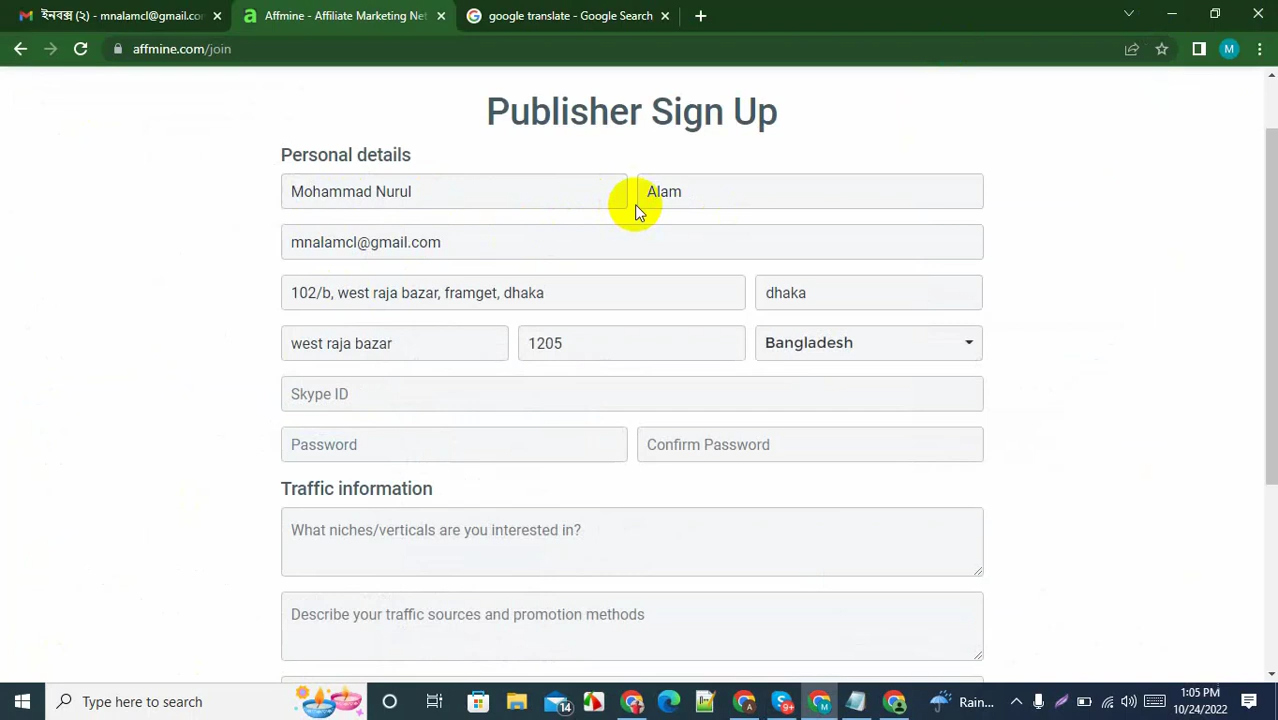 ইনবক্স (২) - mnalamcl@gmail.co
Affmine - Affiliate Marketing Net
google translate - Google Search
affmine.com/join
M
Publisher Sign Up
Personal details
Mohammad Nurul
Alam
mnalamcl@gmail.com
102/b, west raja bazar, framget, dhaka
dhaka
west raja bazar
1205
Bangladesh
Skype ID
Password
Confirm Password
Traffic information
What niches/verticals are you interested in?
Describe your traffic sources and promotion methods
Type here to search
14
Rain...
1:05 PM
10/24/2022